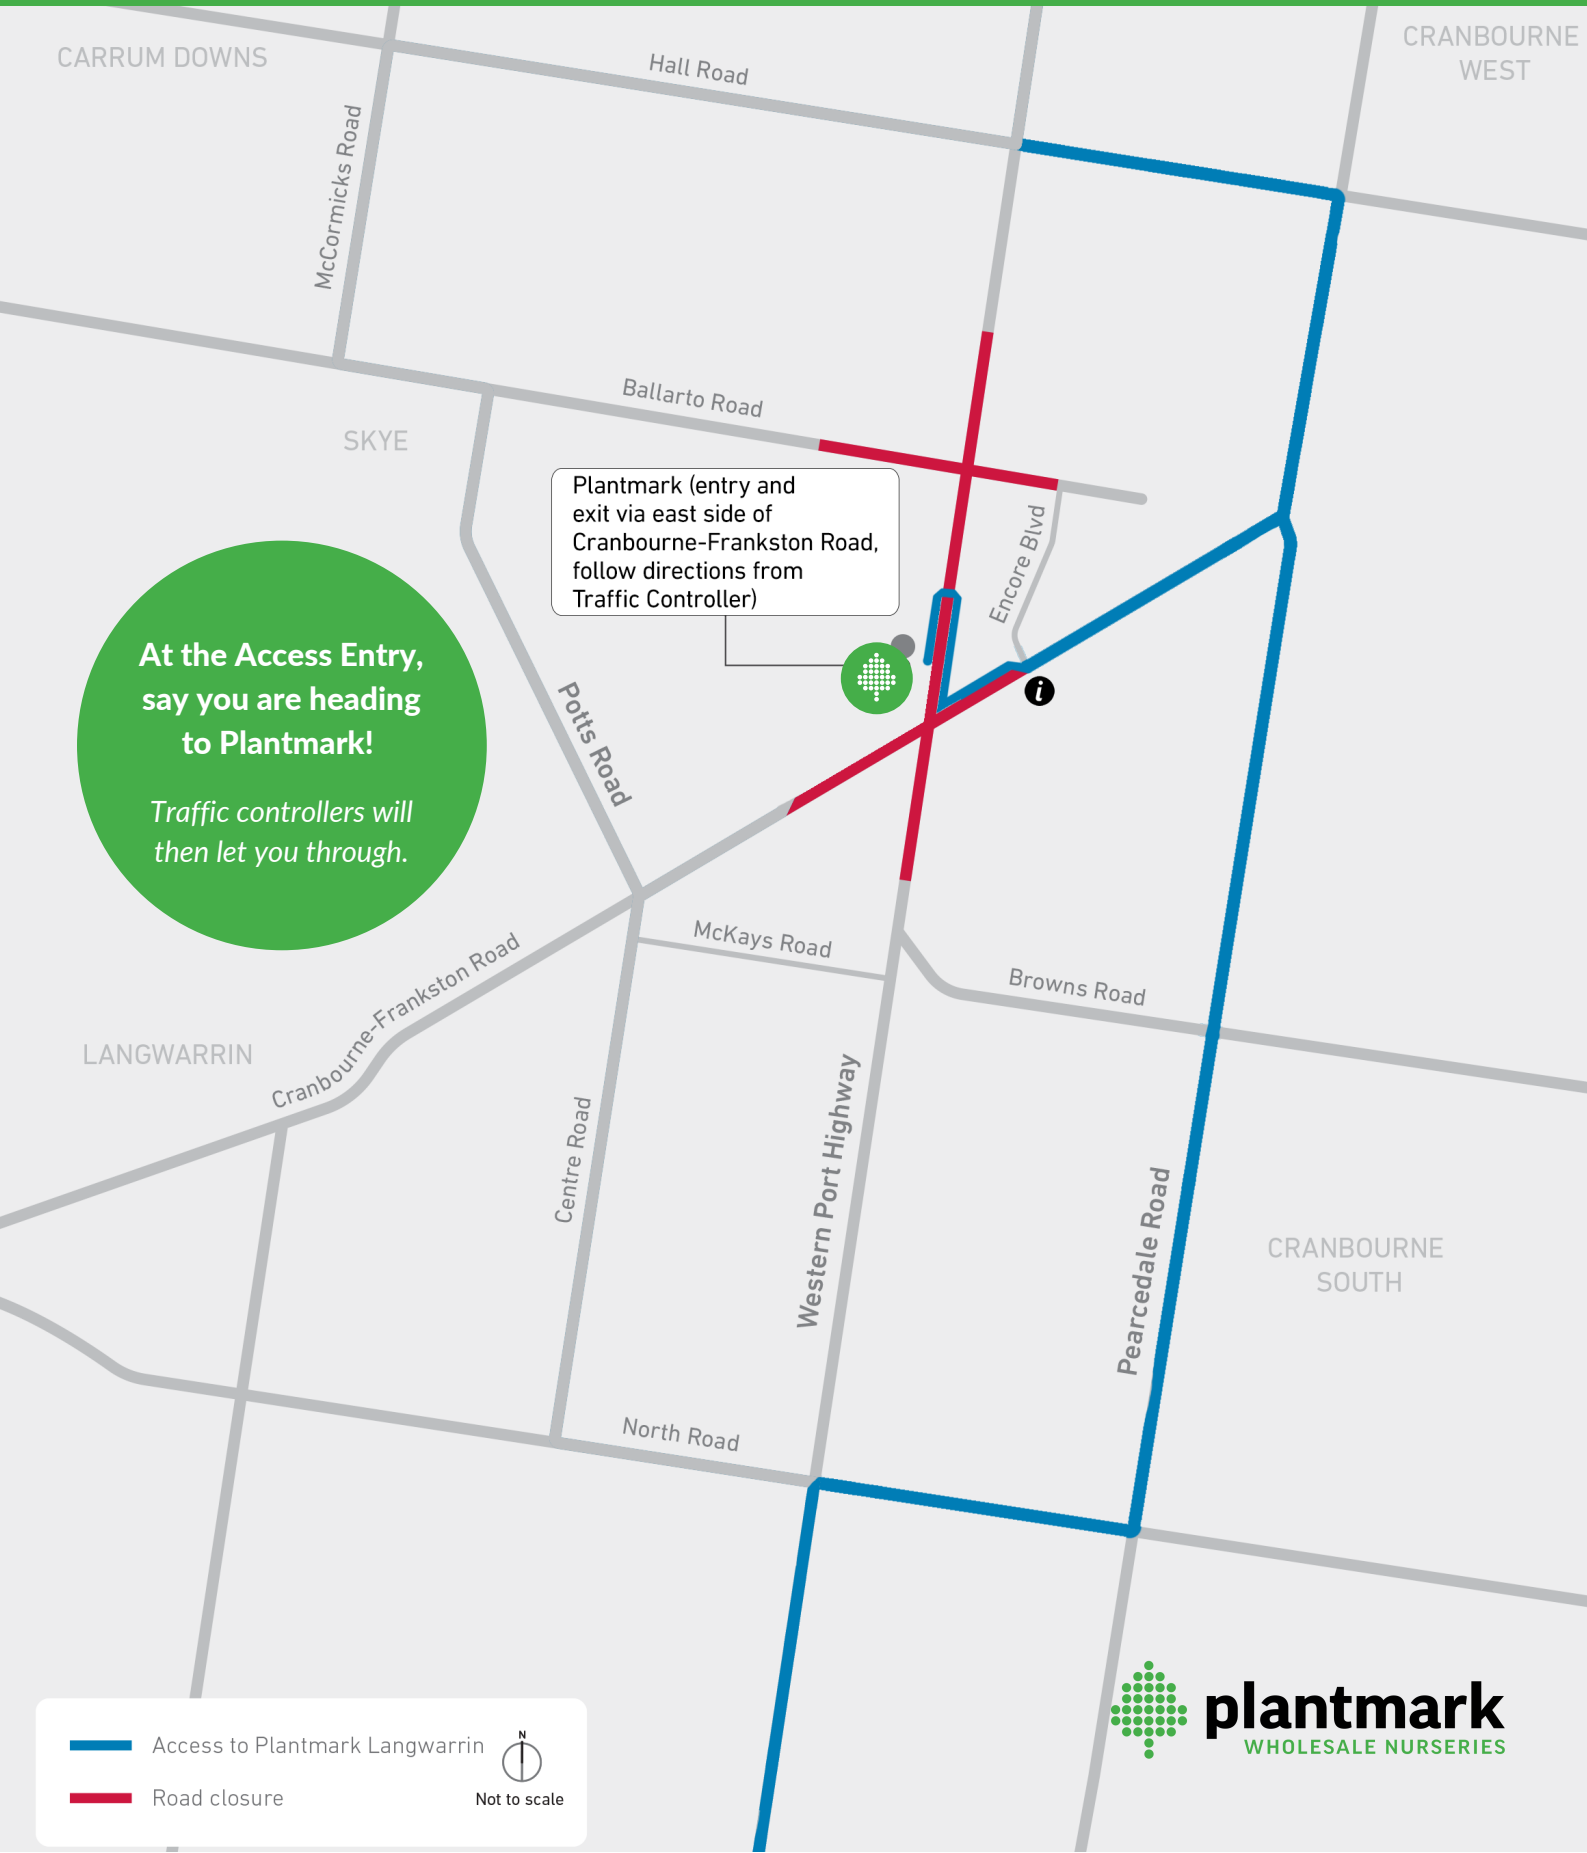 CARRUM DOWNS
CRANBOURNE
WEST
Hall Road
McCormicks Road
Ballarto Road
SKYE
Plantmark (entry and
exit via east side of
Cranbourne-Frankston Road,
follow directions from
Traffic Controller)
Encore Blvd
i
At the Access Entry,
say you are heading
to Plantmark!
Traffic controllers will
then let you through.
Potts Road
McKays Road
Browns Road
Cranbourne-Frankston Road
LANGWARRIN
Centre Road
Western Port Highway
Pearcedale Road
CRANBOURNE
SOUTH
North Road
plantmark
WHOLESALE NURSERIES
Access to Plantmark Langwarrin
N
Road closure
Not to scale